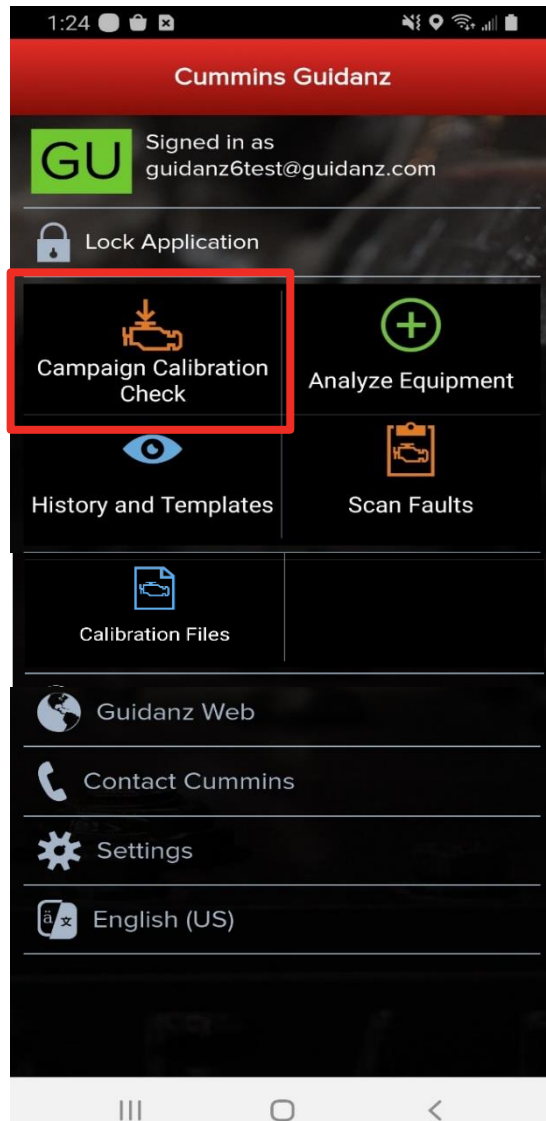 1:24
Cummins Guidanz
GU
Signed in as
guidanz6test@guidanz.com
Lock Application
Campaign Calibration
Check
Analyze Equipment
History and Templates
Scan Faults
Calibration Files
Guidanz Web
Contact Cummins
Settings
ä 文
English (US)